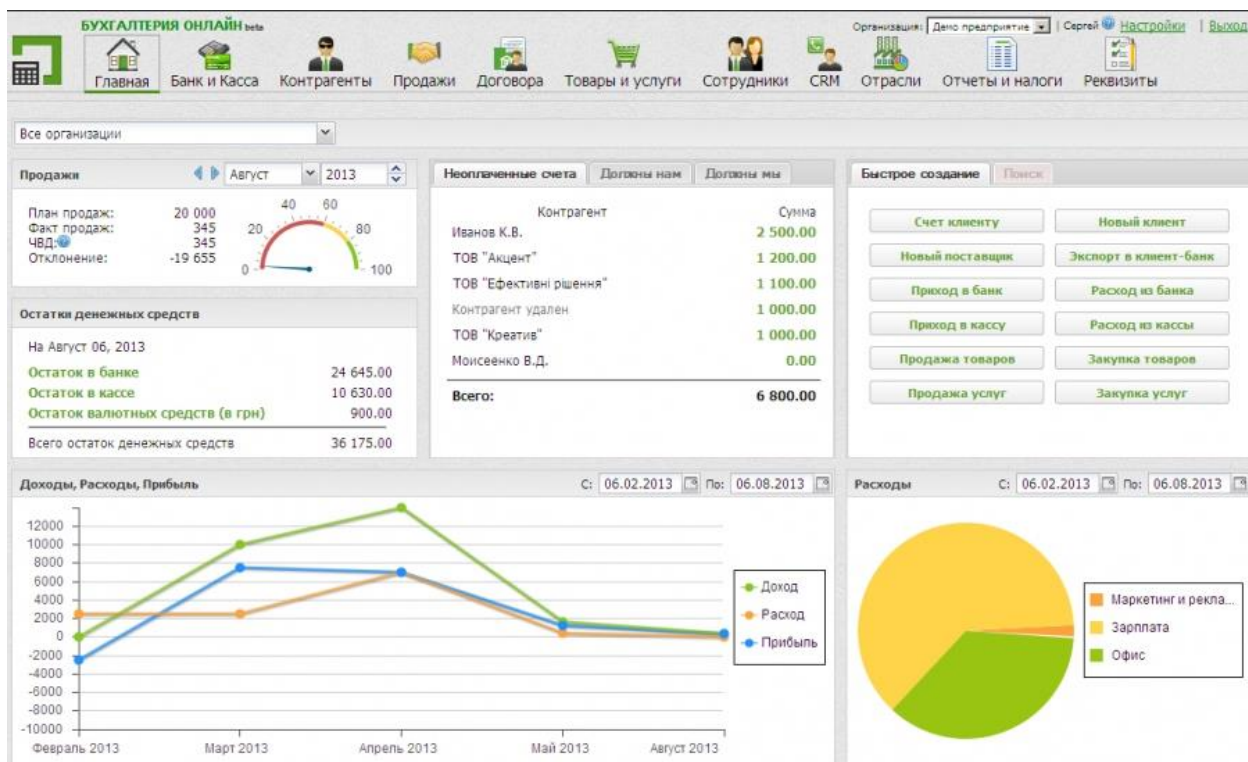 БУХГАЛТЕРИЯ ОНЛАЙН beta
Организация: Демо предприятие | Сергей Настройки | Выход
Главная Банк и Касса Контрагенты Продажи Договора Товары и услуги Сотрудники CRM Отрасли Отчеты и налоги Реквизиты
Все организации
Продажи Август 2013
План продаж: 20 000
Факт продаж: 345
ЧВД: 345
Отклонение: -19 655
0 20 40 60 80 100
Остатки денежных средств
На Август 06, 2013
Остаток в банке 24 645.00
Остаток в кассе 10 630.00
Остаток валютных средств (в грн) 900.00
Всего остаток денежных средств 36 175.00
Неоплаченные счета Должны нам Должны мы
Контрагент Сумма
Иванов К.В. 2 500.00
ТОВ "Акцент" 1 200.00
ТОВ "Ефективні рішення" 1 100.00
Контрагент удален 1 000.00
ТОВ "Креатив" 1 000.00
Моисеенко В.Д. 0.00
Всего: 6 800.00
Быстрое создание Поиск
Счет клиенту Новый клиент
Новый поставщик Экспорт в клиент-банк
Приход в банк Расход из банка
Приход в кассу Расход из кассы
Продажа товаров Закупка товаров
Продажа услуг Закупка услуг
Доходы, Расходы, Прибыль С: 06.02.2013 По: 06.08.2013
12000
10000
8000
6000
4000
2000
0
-2000
-4000
-6000
-8000
-10000
Февраль 2013 Март 2013 Апрель 2013 Май 2013 Август 2013
Доход
Расход
Прибыль
Расходы С: 06.02.2013 По: 06.08.2013
Маркетинг и рекла...
Зарплата
Офис